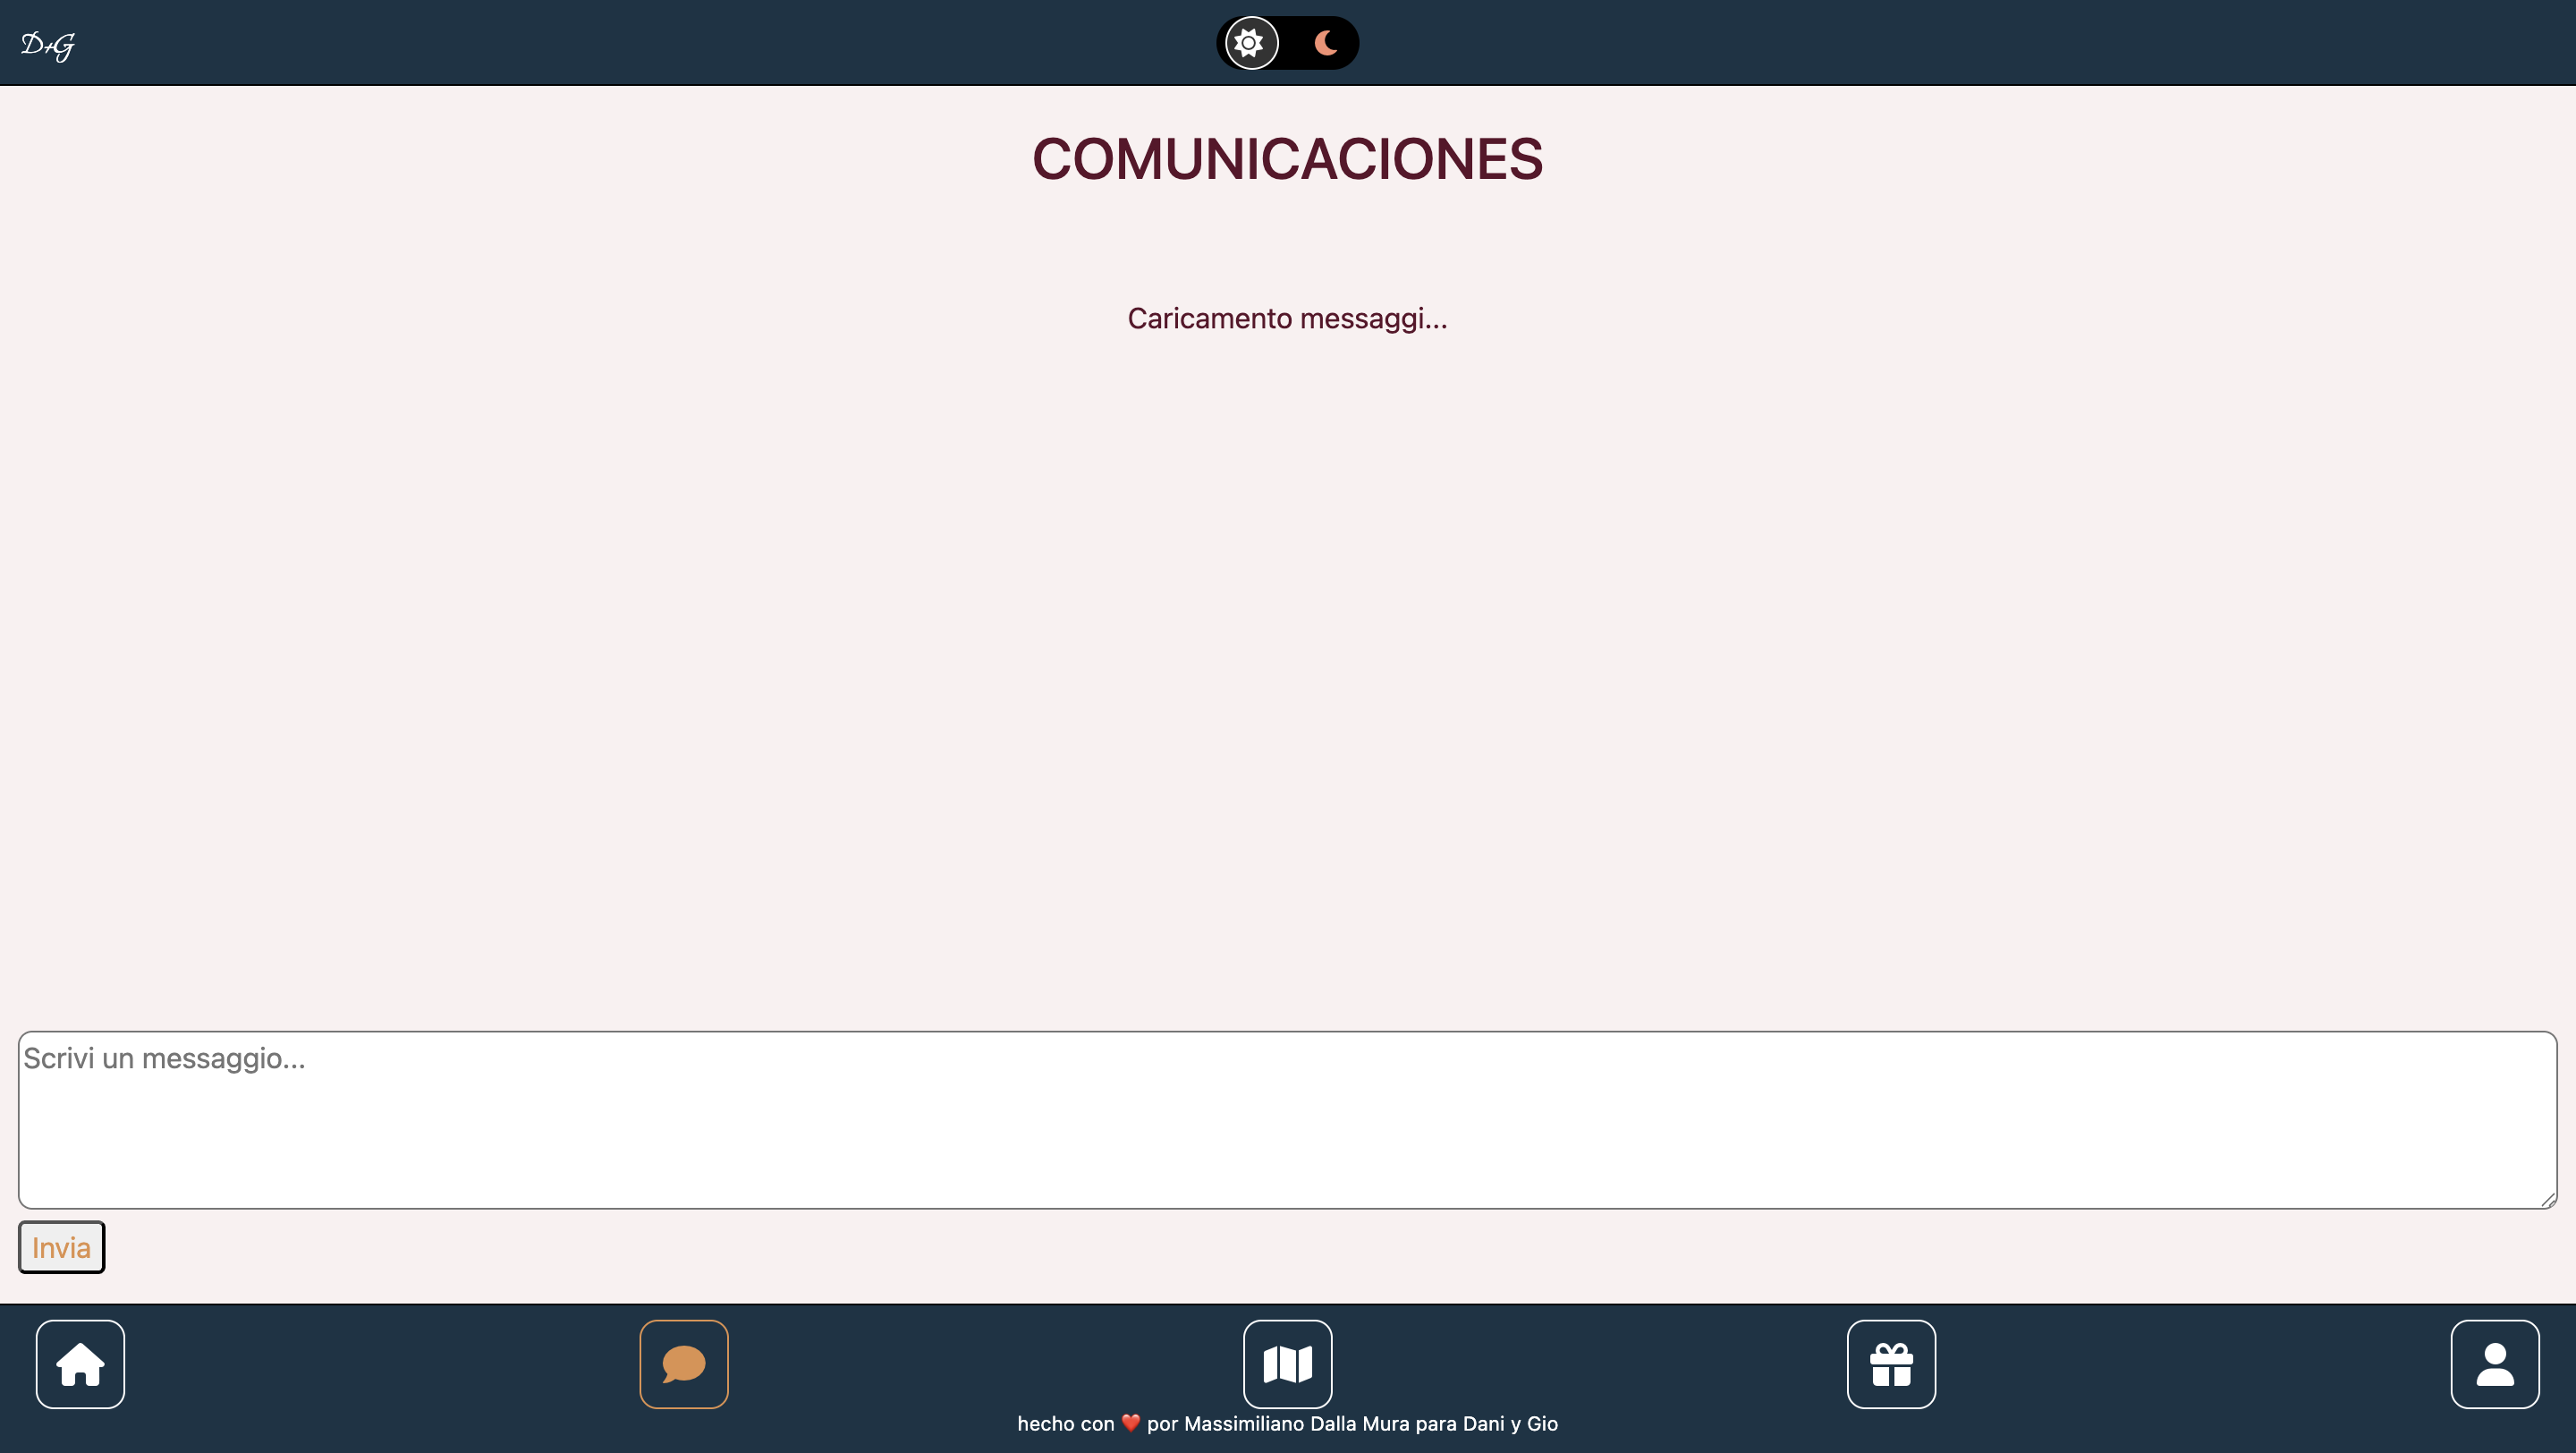 D+G
COMUNICACIONES
Caricamento messaggi...
Scrivi un messaggio...
Invia
hecho con ❤️ por Massimiliano Dalla Mura para Dani y Gio